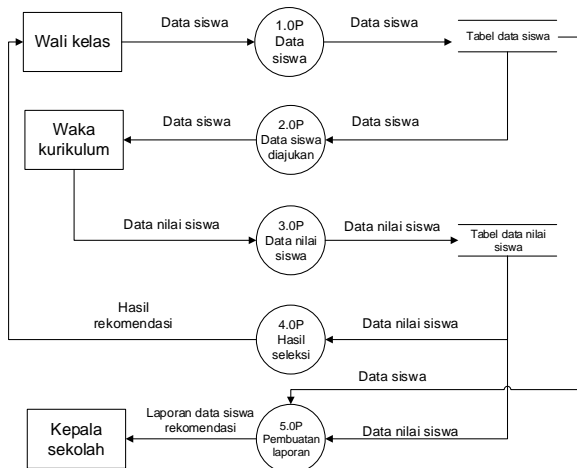 Wali kelas
Data siswa
1.0P
Data
siswa
Data siswa
Tabel data siswa
Waka
kurikulum
Data siswa
2.0P
Data siswa
diajukan
Data siswa
Data nilai siswa
3.0P
Data nilai
siswa
Data nilai siswa
Tabel data nilai
siswa
Hasil
rekomendasi
4.0P
Hasil
seleksi
Data nilai siswa
Data siswa
Kepala
sekolah
Laporan data siswa
rekomendasi
5.0P
Pembuatan
laporan
Data nilai siswa